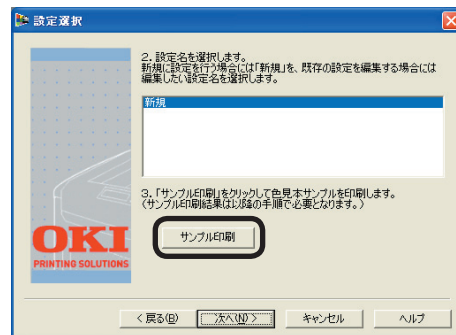 設定選択
2. 設定名を選択します。
新規に設定を行う場合には「新規」を、既存の設定を編集する場合には
編集したい設定名を選択します。
新規
3. 「サンプル印刷」をクリックして色見本サンプルを印刷します。
(サンプル印刷結果は以降の手順で必要となります。)
サンプル印刷
OKI
PRINTING SOLUTIONS
< 戻る(B)
次へ(N) >
キャンセル
ヘルプ